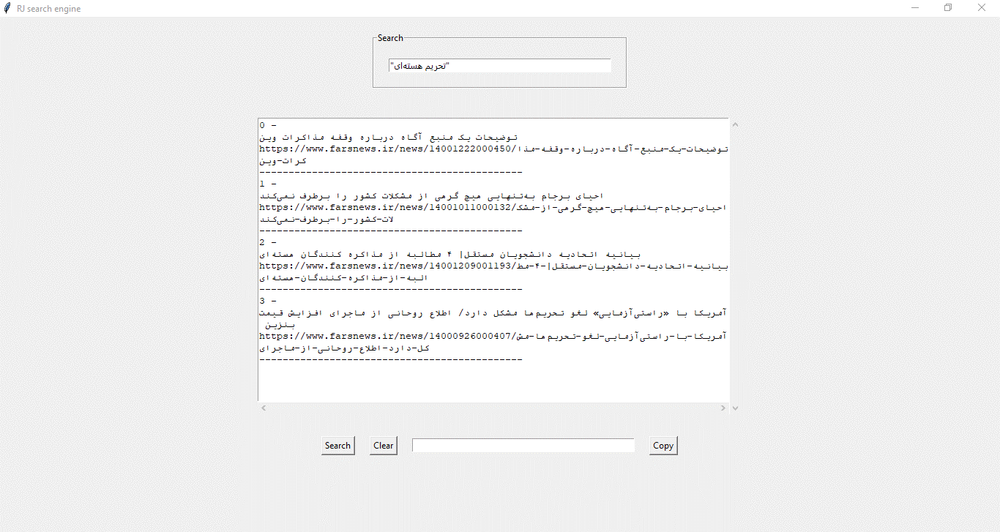 RJ search engine
Search
"تحریم هسته‌ای"
0 -
توضیحات یک منبع آگاه درباره وقفه مذاکرات وین
https://www.farsnews.ir/news/14001222000450/توضیحات-یک-منبع-آگاه-درباره-وقفه-مذا
کرات-وین
---------------------------------------------
1 -
احیای برجام به‌تنهایی هیچ گرهی از مشکلات کشور را برطرف نمی‌کند
https://www.farsnews.ir/news/14001011000132/احیای-برجام-به‌تنهایی-هیچ-گرهی-از-مشک
لات-کشور-را-برطرف-نمی‌کند
---------------------------------------------
2 -
بیانیه اتحادیه دانشجویان مستقل| ۴ مطالبه از مذاکره کنندگان هسته‌ای
https://www.farsnews.ir/news/14001209001193/بیانیه-اتحادیه-دانشجویان-مستقل|-۴-مط
البه-از-مذاکره-کنندگان-هسته‌ای
---------------------------------------------
3 -
آمریکا با «راستی‌آزمایی» لغو تحریم‌ها مشکل دارد/ اطلاع روحانی از ماجرای افزایش قیمت
بنزین
https://www.farsnews.ir/news/14000926000407/آمریکا-با-راستی‌آزمایی-لغو-تحریم‌ها-مش
کل-دارد-اطلاع-روحانی-از-ماجرای
---------------------------------------------
Search Clear Copy